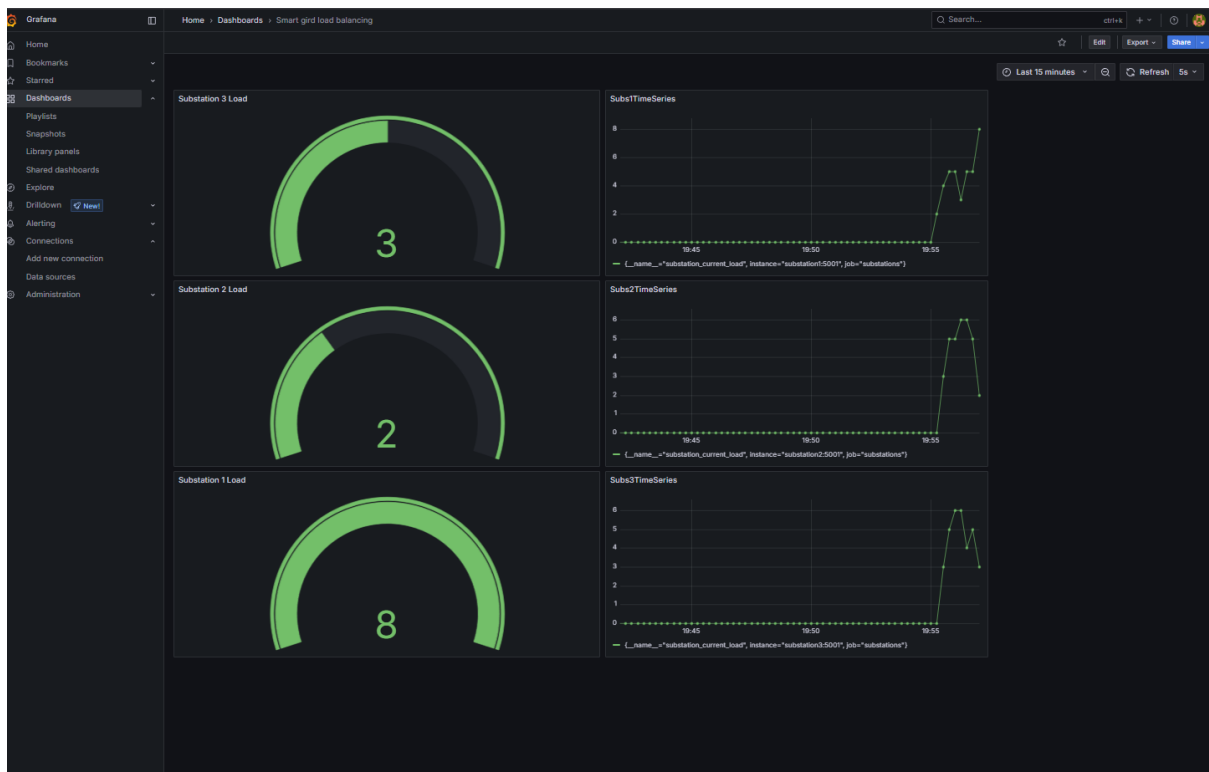 Grafana
Home › Dashboards › Smart gird load balancing
Search...
ctrl+k
Home
Bookmarks
Starred
Dashboards
Playlists
Snapshots
Library panels
Shared dashboards
Explore
Drilldown New!
Alerting
Connections
Add new connection
Data sources
Administration
Edit
Export
Share
Last 15 minutes
Refresh 5s
Substation 3 Load
3
Subs1TimeSeries
8
6
4
2
0
19:45 19:50 19:55
{__name__="substation_current_load", instance="substation1:5001", job="substations"}
Substation 2 Load
2
Subs2TimeSeries
6
5
4
3
2
1
0
19:45 19:50 19:55
{__name__="substation_current_load", instance="substation2:5001", job="substations"}
Substation 1 Load
8
Subs3TimeSeries
6
5
4
3
2
1
0
19:45 19:50 19:55
{__name__="substation_current_load", instance="substation3:5001", job="substations"}